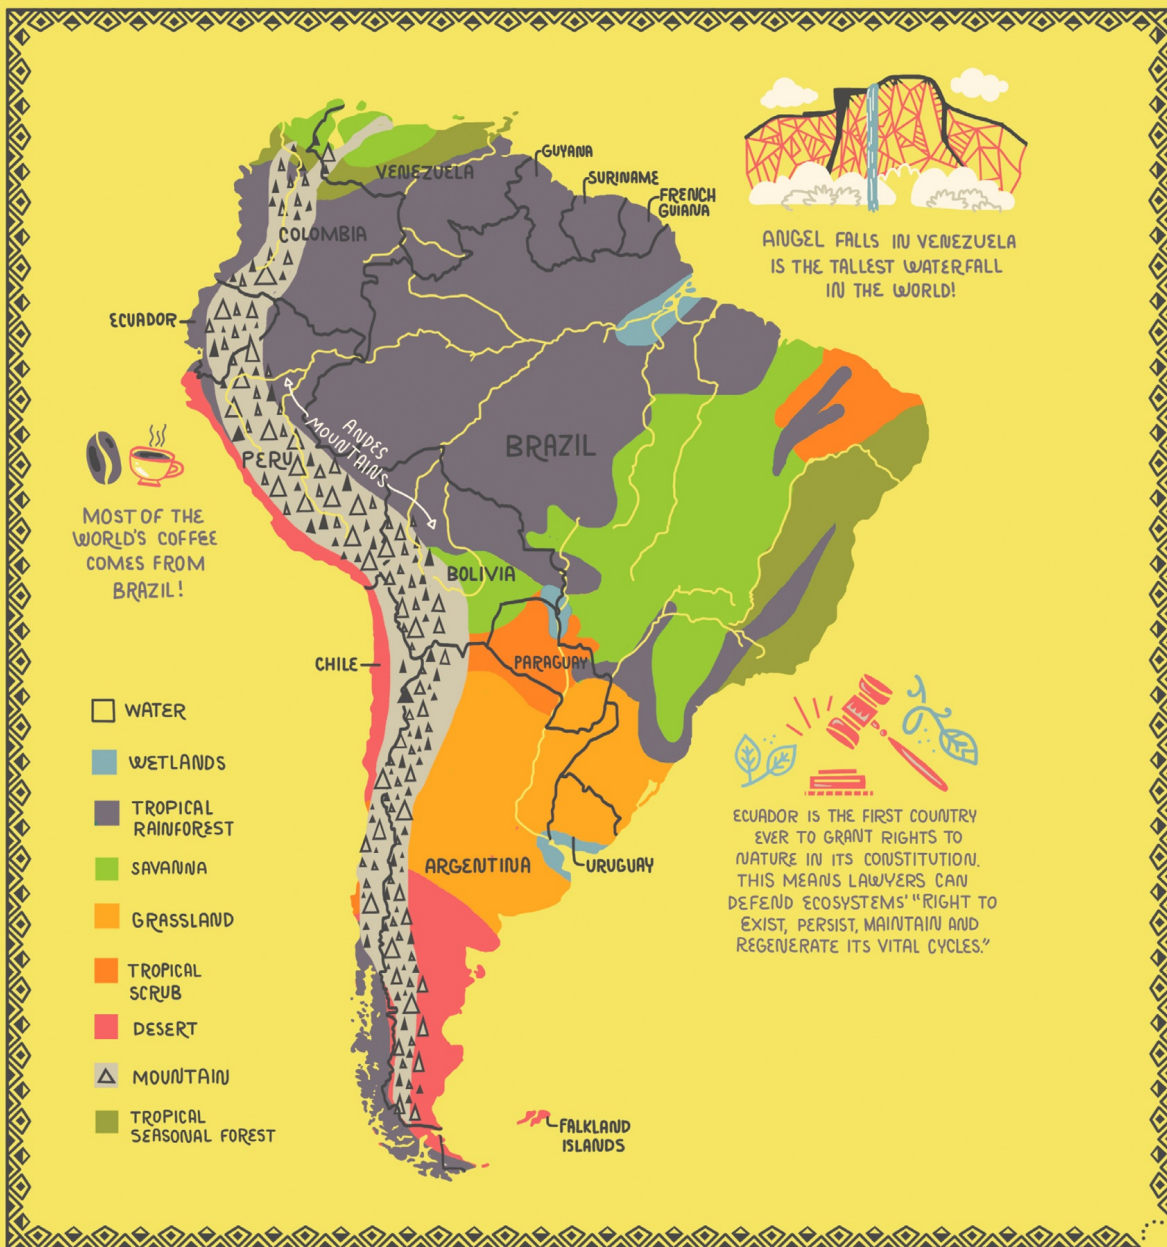 GUYANA
SURINAME
FRENCH
GUIANA
VENEZUELA
COLOMBIA
ECUADOR
ANDES
MOUNTAINS
PERU
BRAZIL
BOLIVIA
CHILE
PARAGUAY
ARGENTINA
URUGUAY
FALKLAND
ISLANDS
ANGEL FALLS IN VENEZUELA
IS THE TALLEST WATERFALL
IN THE WORLD!
MOST OF THE
WORLD'S COFFEE
COMES FROM
BRAZIL!
WATER
WETLANDS
TROPICAL
RAINFOREST
SAVANNA
GRASSLAND
TROPICAL
SCRUB
DESERT
MOUNTAIN
TROPICAL
SEASONAL FOREST
ECUADOR IS THE FIRST COUNTRY
EVER TO GRANT RIGHTS TO
NATURE IN ITS CONSTITUTION.
THIS MEANS LAWYERS CAN
DEFEND ECOSYSTEMS' "RIGHT TO
EXIST, PERSIST, MAINTAIN AND
REGENERATE ITS VITAL CYCLES."